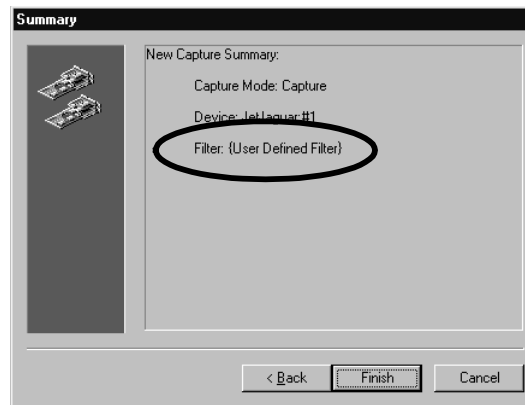 Summary
New Capture Summary:
Capture Mode: Capture
Device: JetJaguar #1
Filter: {User Defined Filter}
< Back
Finish
Cancel